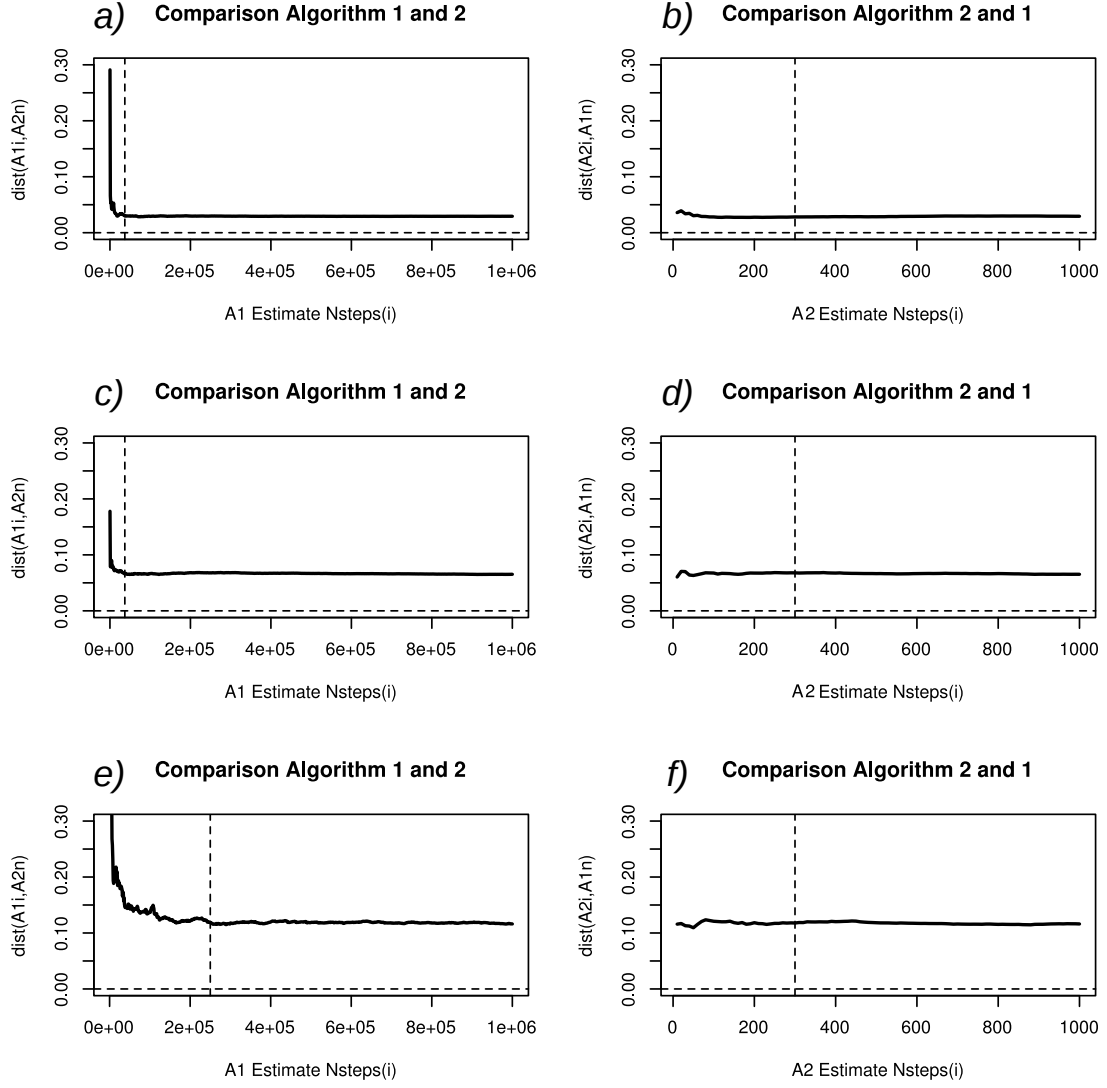 a) Comparison Algorithm 1 and 2
dist(A1i,A2n)
0.00 0.10 0.20 0.30
0e+00 2e+05 4e+05 6e+05 8e+05 1e+06
A1 Estimate Nsteps(i)
b) Comparison Algorithm 2 and 1
dist(A2i,A1n)
0.00 0.10 0.20 0.30
0 200 400 600 800 1000
A2 Estimate Nsteps(i)
c) Comparison Algorithm 1 and 2
dist(A1i,A2n)
0.00 0.10 0.20 0.30
0e+00 2e+05 4e+05 6e+05 8e+05 1e+06
A1 Estimate Nsteps(i)
d) Comparison Algorithm 2 and 1
dist(A2i,A1n)
0.00 0.10 0.20 0.30
0 200 400 600 800 1000
A2 Estimate Nsteps(i)
e) Comparison Algorithm 1 and 2
dist(A1i,A2n)
0.00 0.10 0.20 0.30
0e+00 2e+05 4e+05 6e+05 8e+05 1e+06
A1 Estimate Nsteps(i)
f) Comparison Algorithm 2 and 1
dist(A2i,A1n)
0.00 0.10 0.20 0.30
0 200 400 600 800 1000
A2 Estimate Nsteps(i)